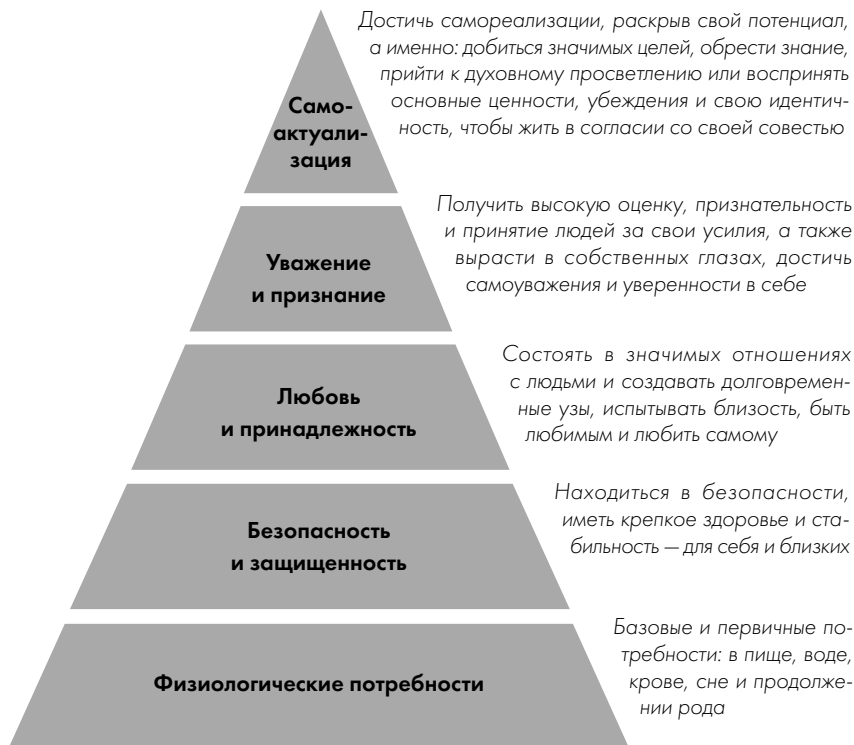 Достичь самореализации, раскрыв свой потенциал,
а именно: добиться значимых целей, обрести знание,
прийти к духовному просветлению или воспринять
основные ценности, убеждения и свою идентич-
ность, чтобы жить в согласии со своей совестью
Само-
актуали-
зация
Получить высокую оценку, признательность
и принятие людей за свои усилия, а также
вырасти в собственных глазах, достичь
самоуважения и уверенности в себе
Уважение
и признание
Состоять в значимых отношениях
с людьми и создавать долговремен-
ные узы, испытывать близость, быть
любимым и любить самому
Любовь
и принадлежность
Находиться в безопасности,
иметь крепкое здоровье и ста-
бильность — для себя и близких
Безопасность
и защищенность
Базовые и первичные по-
требности: в пище, воде,
крове, сне и продолже-
нии рода
Физиологические потребности